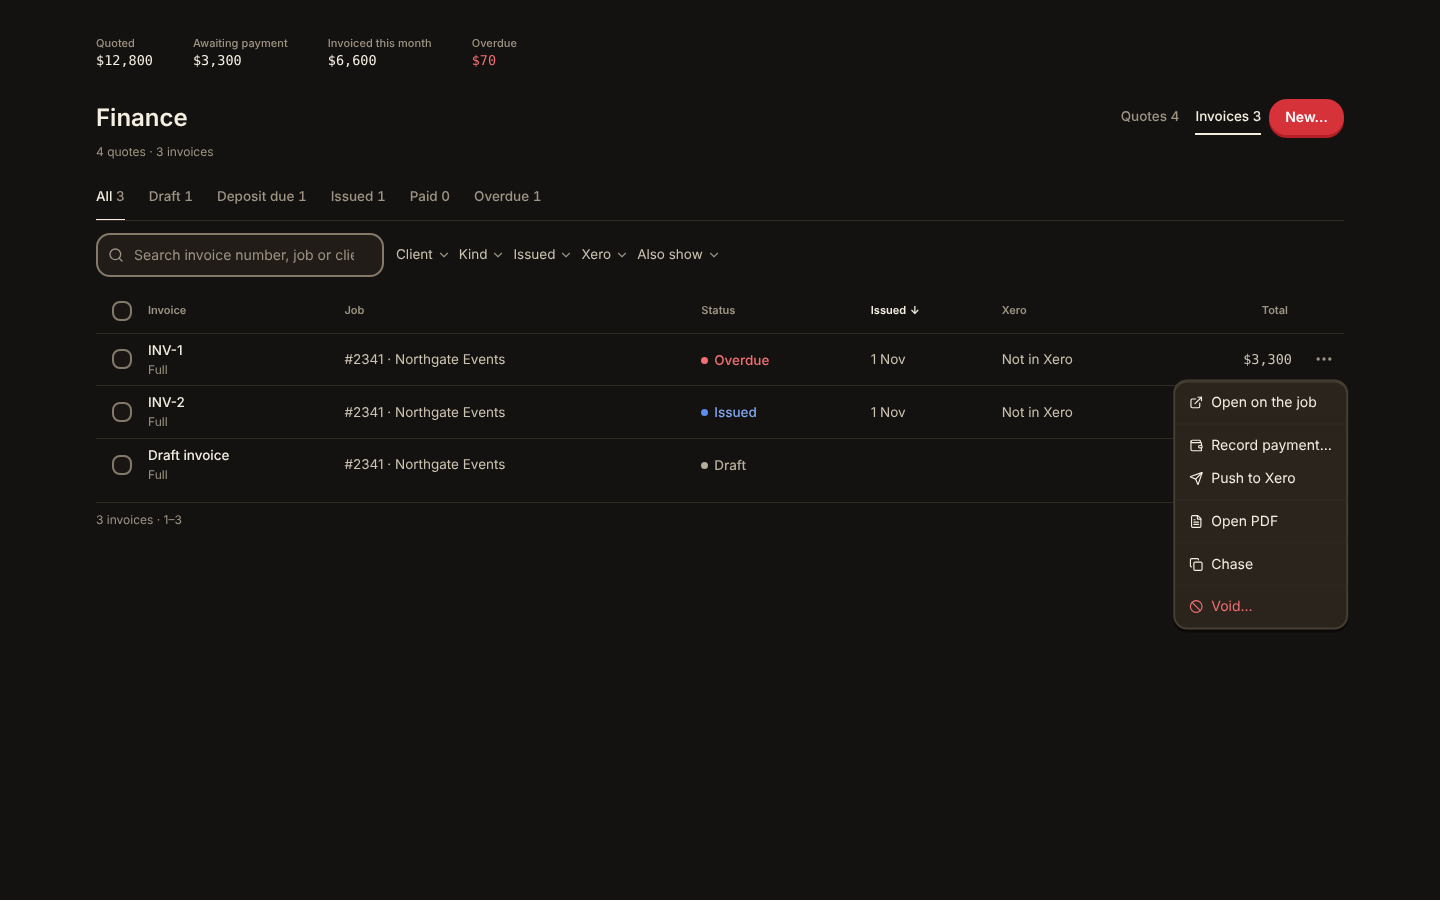 Quoted
$12,800
Awaiting payment
$3,300
Invoiced this month
$6,600
Overdue
$70
Finance
4 quotes · 3 invoices
Quotes 4
Invoices 3
New...
All 3
Draft 1
Deposit due 1
Issued 1
Paid 0
Overdue 1
Search invoice number, job or clie
Client
Kind
Issued
Xero
Also show
Invoice
Job
Status
Issued ↓
Xero
Total
INV-1
Full
#2341 · Northgate Events
Overdue
1 Nov
Not in Xero
$3,300
INV-2
Full
#2341 · Northgate Events
Issued
1 Nov
Not in Xero
Draft invoice
Full
#2341 · Northgate Events
Draft
3 invoices · 1–3
Open on the job
Record payment...
Push to Xero
Open PDF
Chase
Void...